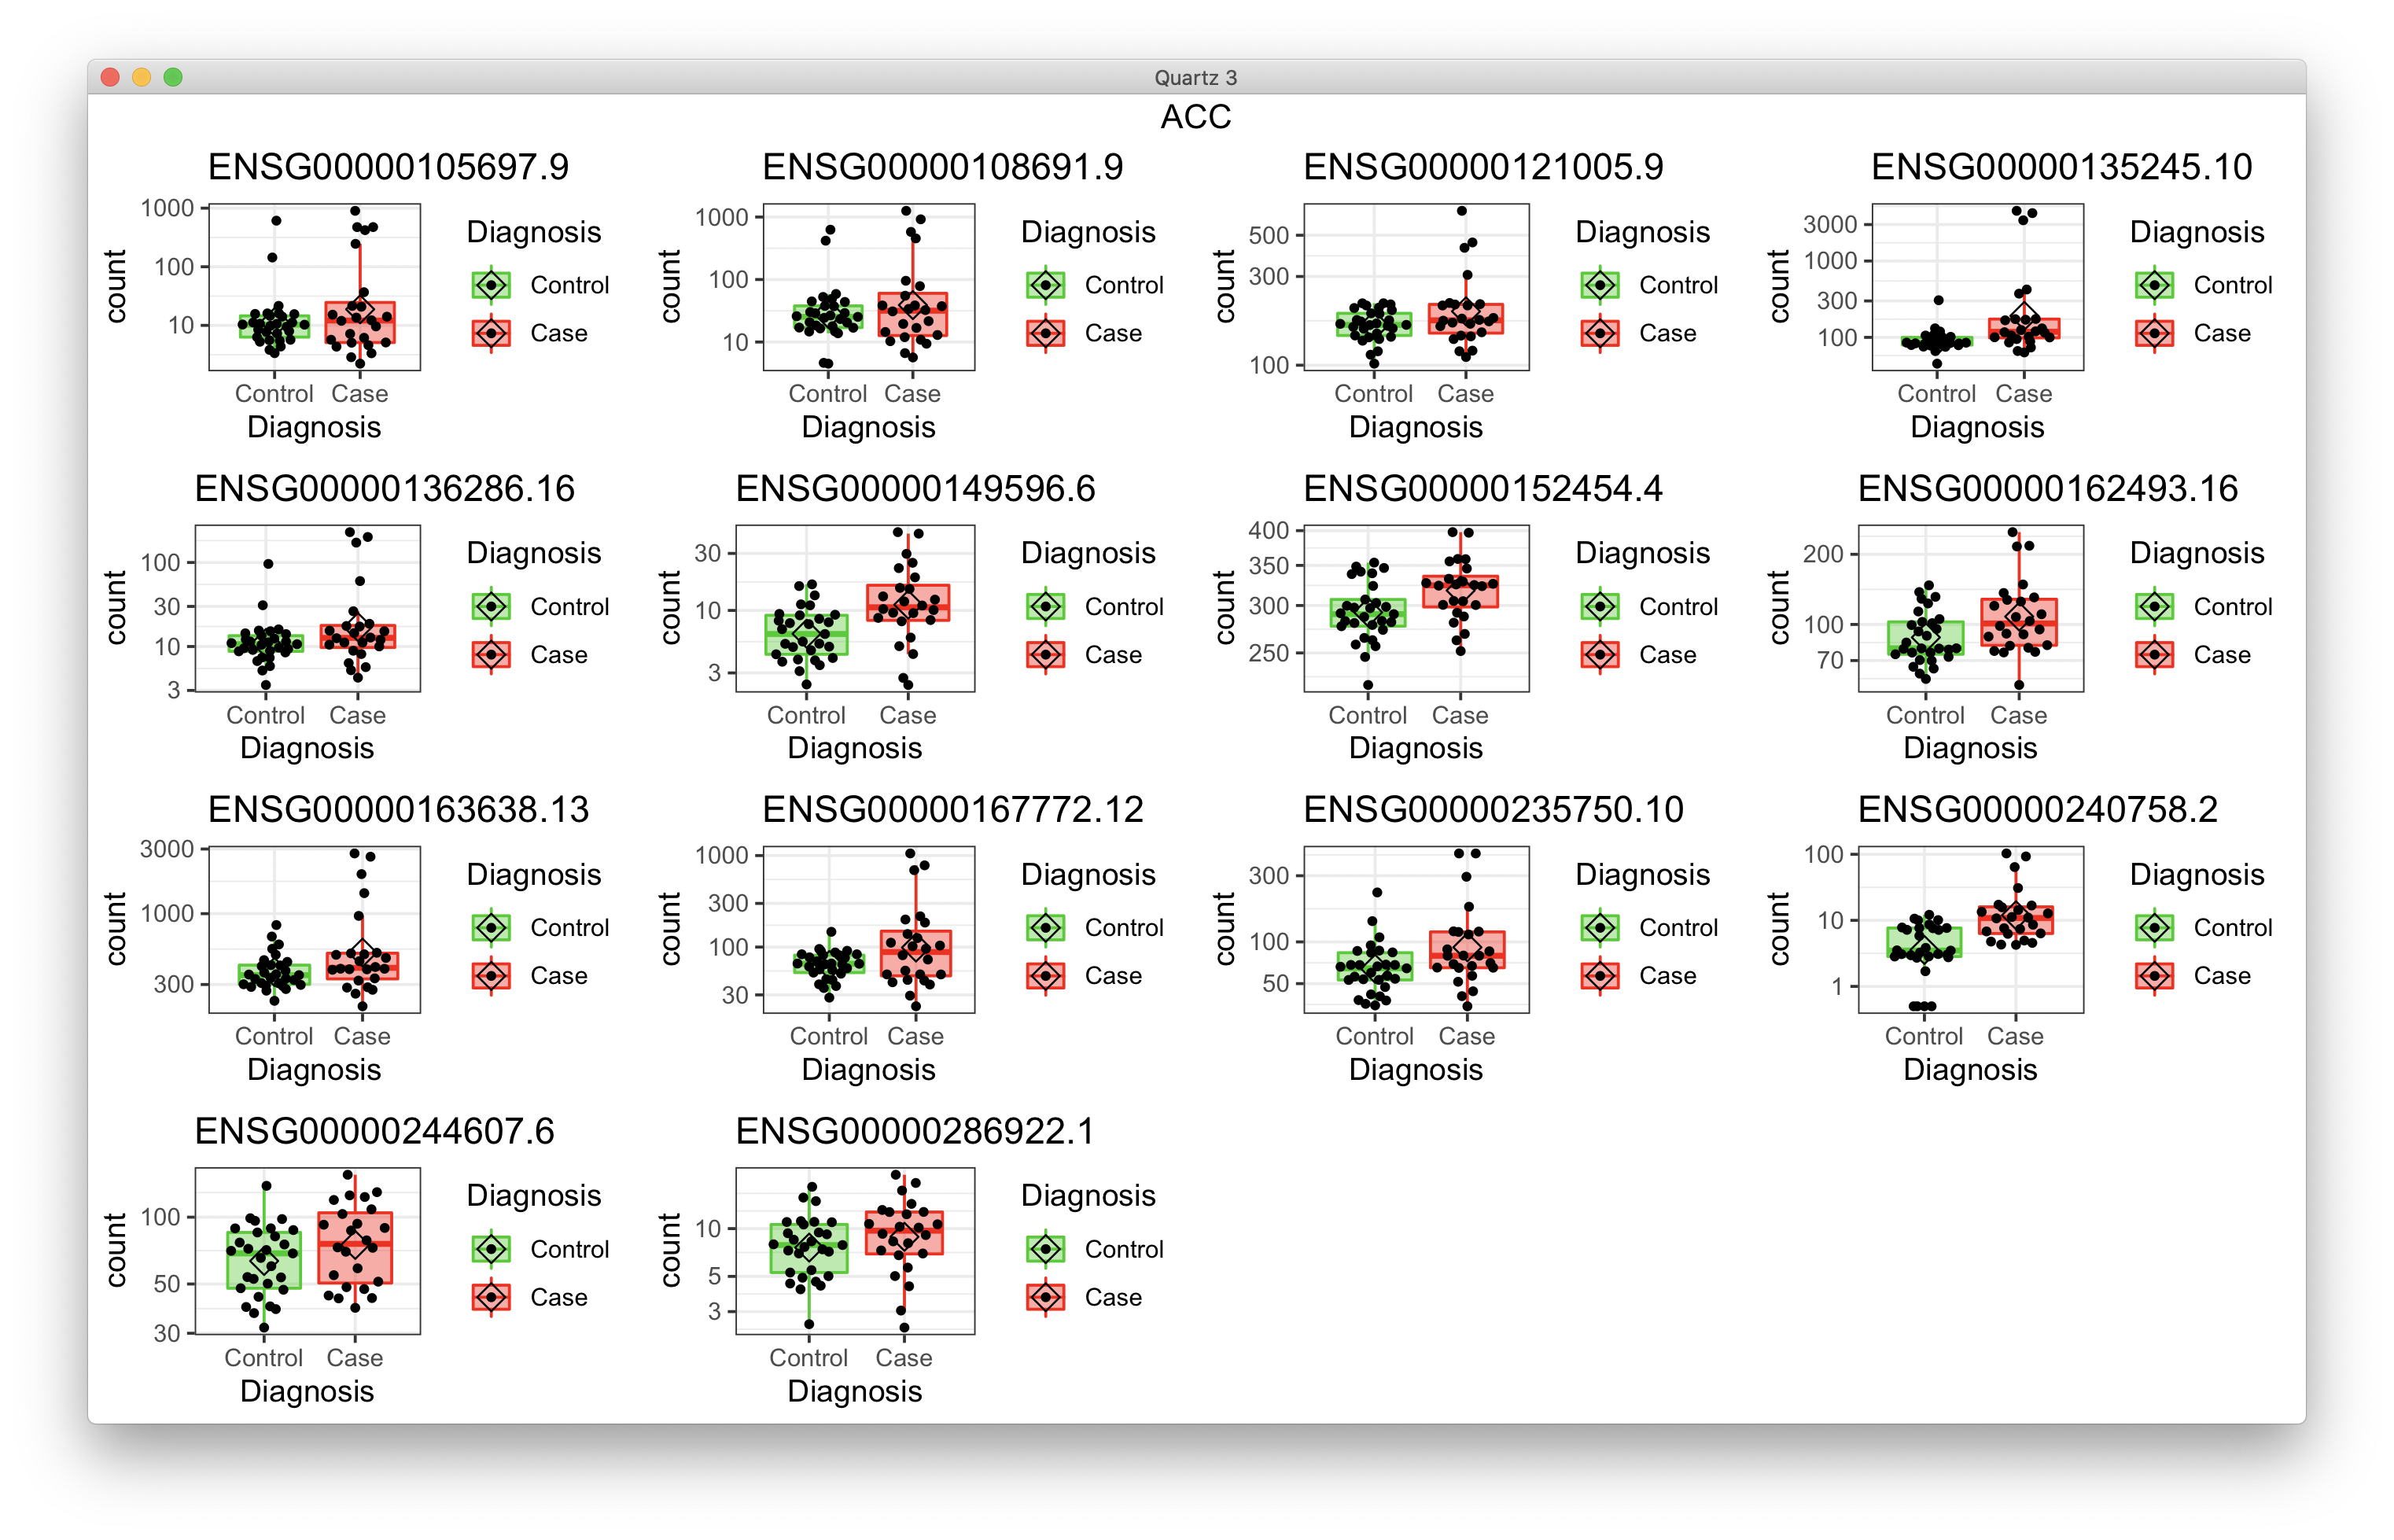 Quartz 3
ACC
ENSG00000105697.9
count
1000
100
10
Control Case
Diagnosis
Diagnosis
Control
Case
ENSG00000108691.9
count
1000
100
10
Control Case
Diagnosis
Diagnosis
Control
Case
ENSG00000121005.9
count
500
300
100
Control Case
Diagnosis
Diagnosis
Control
Case
ENSG00000135245.10
count
3000
1000
300
100
Control Case
Diagnosis
Diagnosis
Control
Case
ENSG00000136286.16
count
100
30
10
3
Control Case
Diagnosis
Diagnosis
Control
Case
ENSG00000149596.6
count
30
10
3
Control Case
Diagnosis
Diagnosis
Control
Case
ENSG00000152454.4
count
400
350
300
250
Control Case
Diagnosis
Diagnosis
Control
Case
ENSG00000162493.16
count
200
100
70
Control Case
Diagnosis
Diagnosis
Control
Case
ENSG00000163638.13
count
3000
1000
300
Control Case
Diagnosis
Diagnosis
Control
Case
ENSG00000167772.12
count
1000
300
100
30
Control Case
Diagnosis
Diagnosis
Control
Case
ENSG00000235750.10
count
300
100
50
Control Case
Diagnosis
Diagnosis
Control
Case
ENSG00000240758.2
count
100
10
1
Control Case
Diagnosis
Diagnosis
Control
Case
ENSG00000244607.6
count
100
50
30
Control Case
Diagnosis
Diagnosis
Control
Case
ENSG00000286922.1
count
10
5
3
Control Case
Diagnosis
Diagnosis
Control
Case